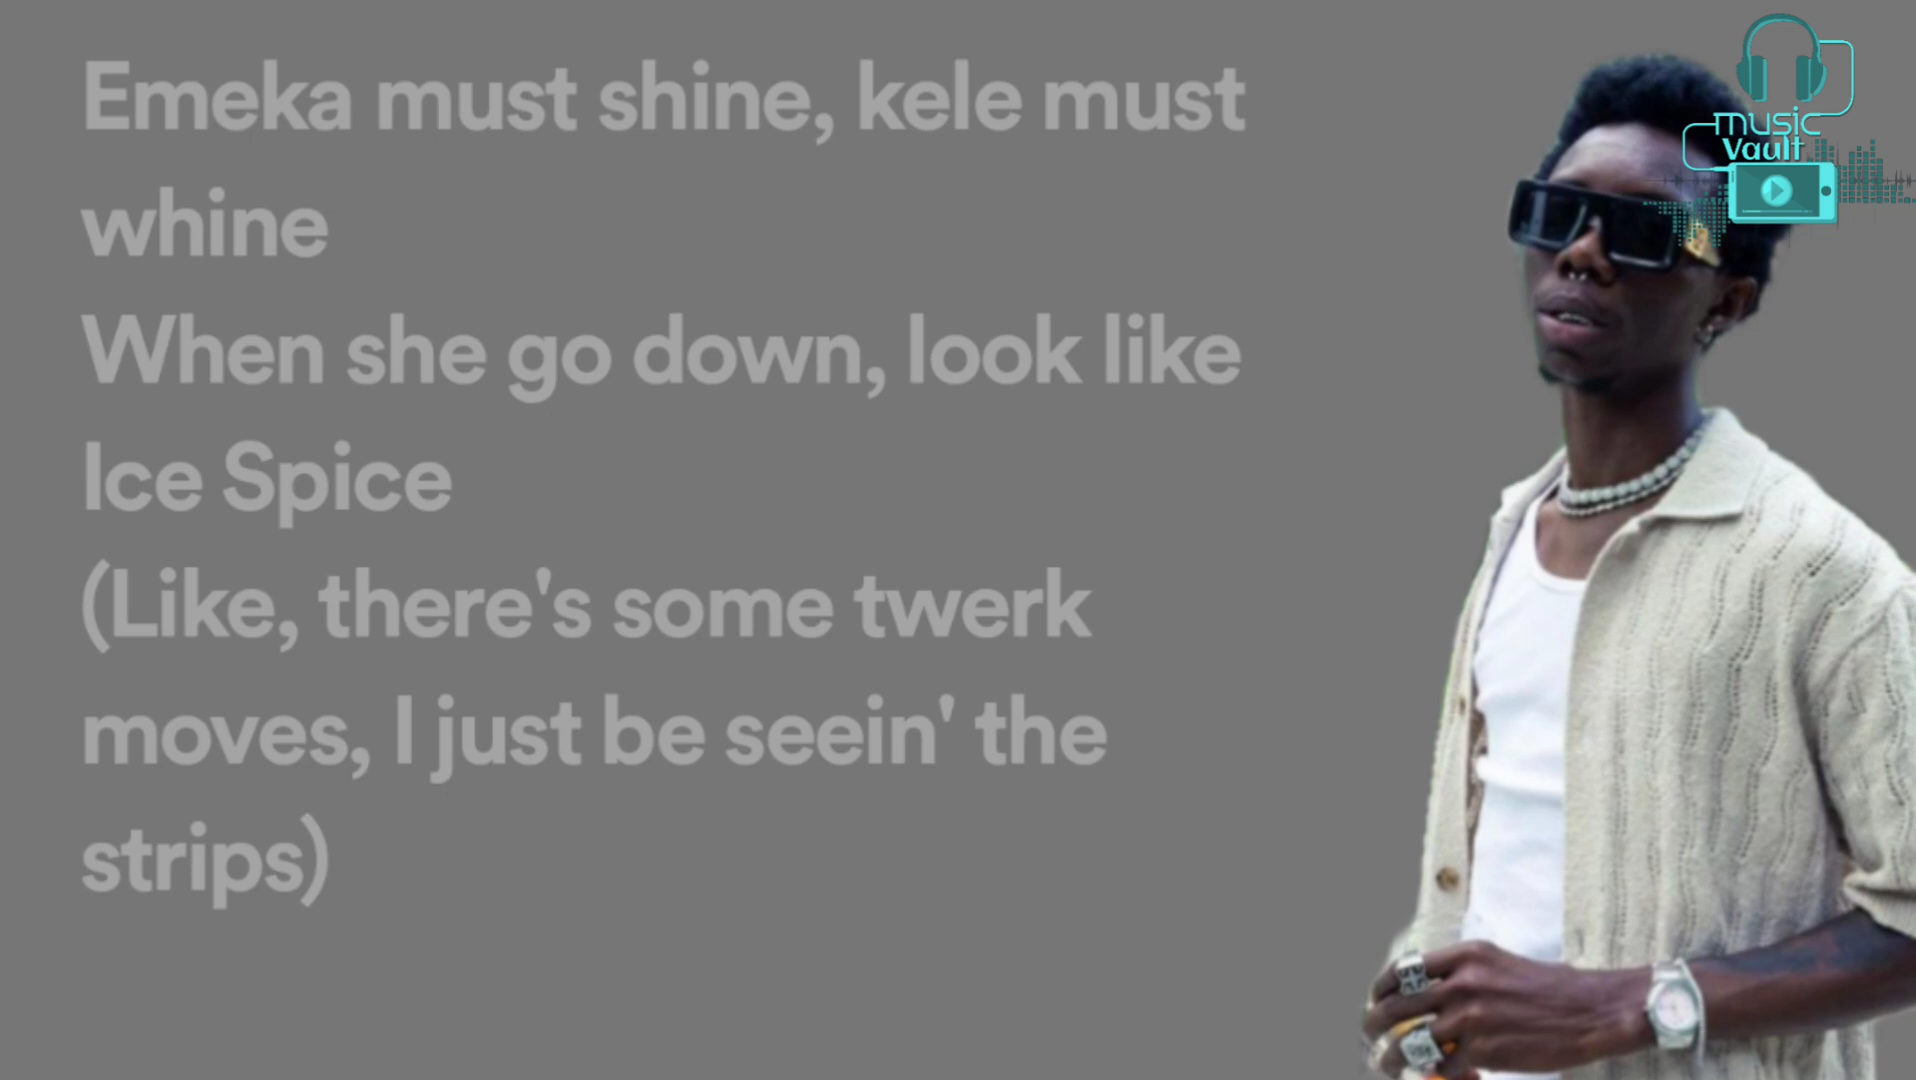 Emeka must shine, kele must
whine
When she go down, look like
Ice Spice
(Like, there's some twerk
moves, I just be seein' the
strips)
music
Vault